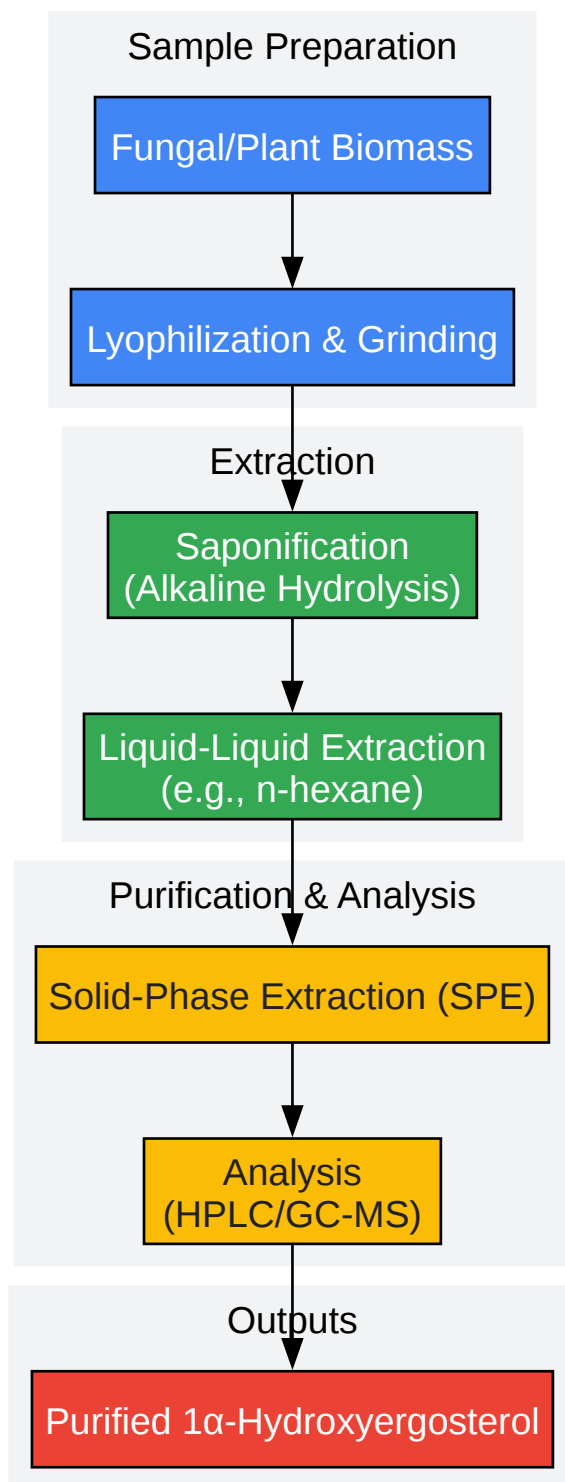 Sample Preparation
Fungal/Plant Biomass
Lyophilization & Grinding
Extraction
Saponification
(Alkaline Hydrolysis)
Liquid-Liquid Extraction
(e.g., n-hexane)
Purification & Analysis
Solid-Phase Extraction (SPE)
Analysis
(HPLC/GC-MS)
Outputs
Purified 1α-Hydroxyergosterol